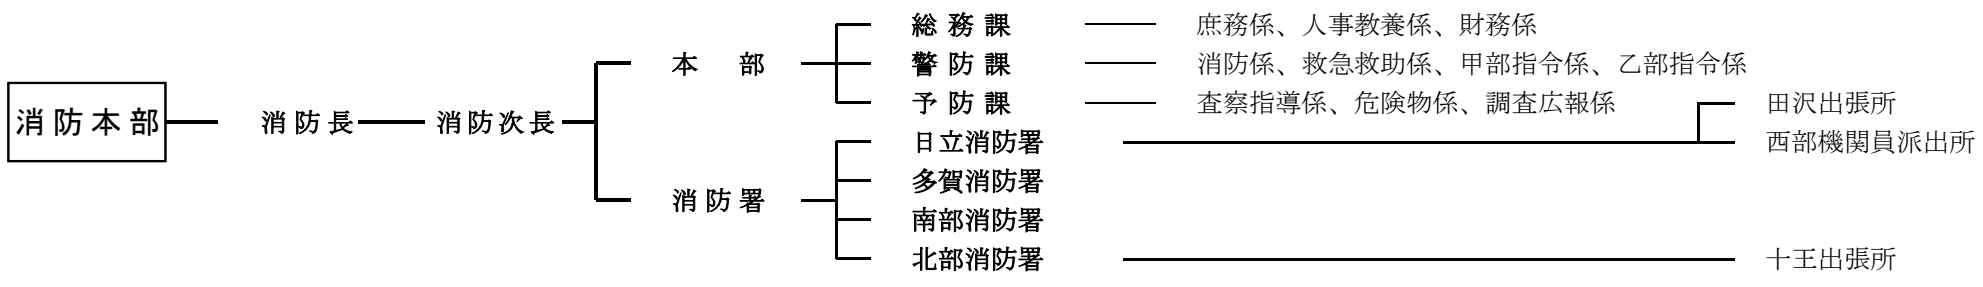 総務課 庶務係、人事教養係、財務係
本部 警防課 消防係、救急救助係、甲部指令係、乙部指令係
予防課 査察指導係、危険物係、調査広報係 田沢出張所
消防本部 消防長 消防次長
日立消防署 西部機関員派出所
多賀消防署
消防署
南部消防署
北部消防署 十王出張所